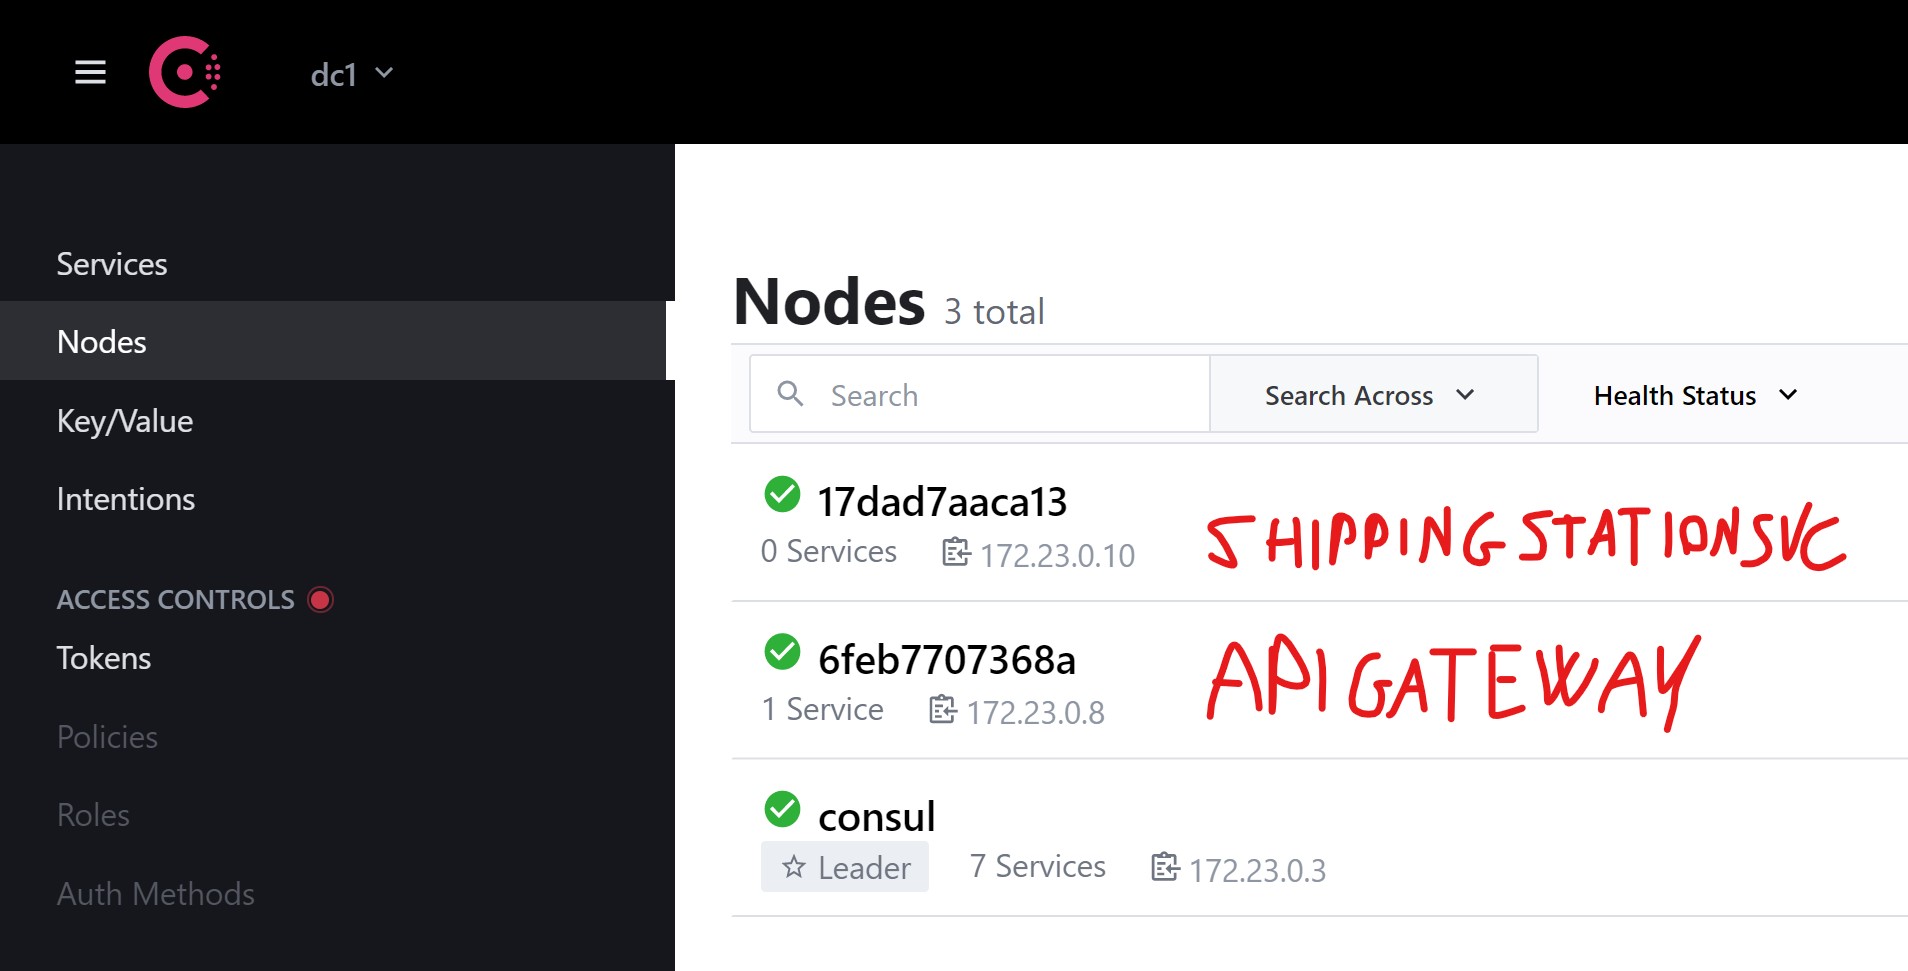 dc1
Services
Nodes
Key/Value
Intentions
ACCESS CONTROLS
Tokens
Policies
Roles
Auth Methods
Nodes 3 total
Search Search Across Health Status
17dad7aaca13
0 Services 172.23.0.10
SHIPPINGSTATIONSVC
6feb7707368a
1 Service 172.23.0.8
APIGATEWAY
consul
Leader 7 Services 172.23.0.3